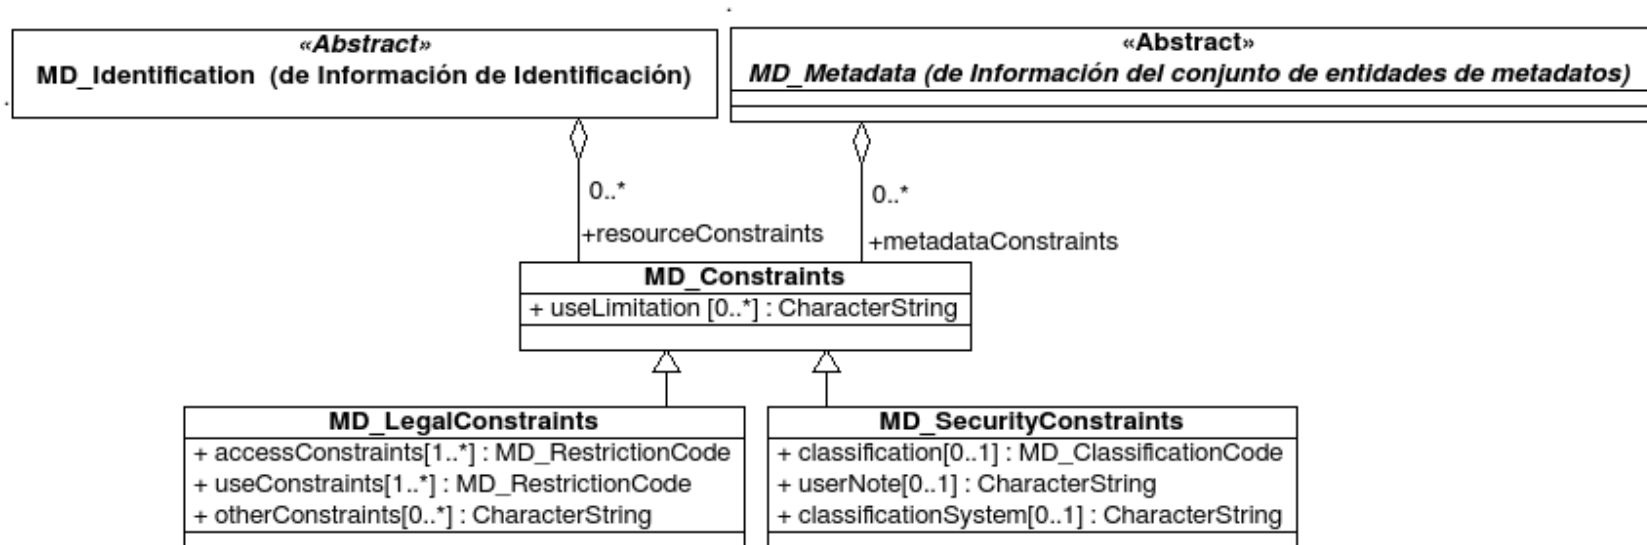 «Abstract»
MD_Identification (de Información de Identificación)
«Abstract»
MD_Metadata (de Información del conjunto de entidades de metadatos)
0..*
+resourceConstraints
0..*
+metadataConstraints
MD_Constraints
+ useLimitation [0..*] : CharacterString
MD_LegalConstraints
+ accessConstraints[1..*] : MD_RestrictionCode
+ useConstraints[1..*] : MD_RestrictionCode
+ otherConstraints[0..*] : CharacterString
MD_SecurityConstraints
+ classification[0..1] : MD_ClassificationCode
+ userNote[0..1] : CharacterString
+ classificationSystem[0..1] : CharacterString